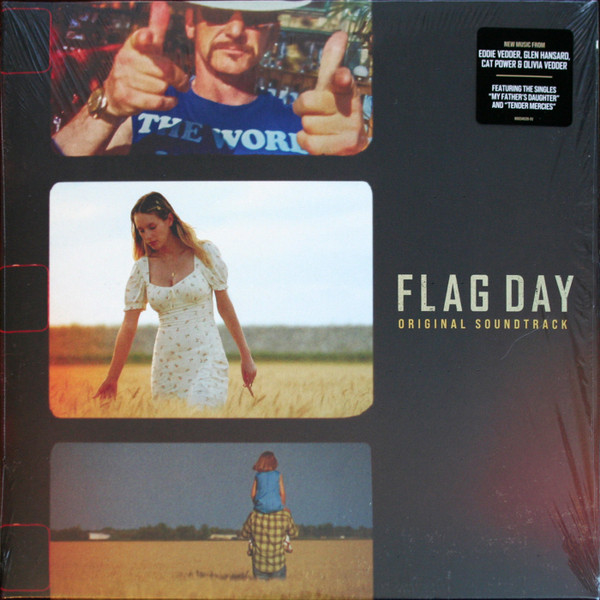 NEW MUSIC FROM
EDDIE VEDDER, GLEN HANSARD,
CAT POWER & OLIVIA VEDDER
FEATURING THE SINGLES
"MY FATHER'S DAUGHTER"
AND "TENDER MERCIES"
THE WORL
FLAG DAY
ORIGINAL SOUNDTRACK